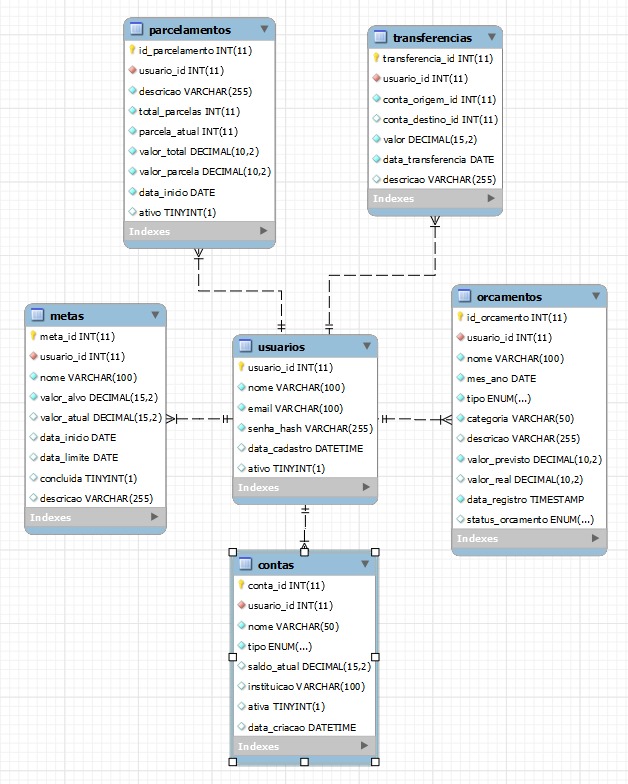 parcelamentos
id_parcelamento INT(11)
usuario_id INT(11)
descricao VARCHAR(255)
total_parcelas INT(11)
parcela_atual INT(11)
valor_total DECIMAL(10,2)
valor_parcela DECIMAL(10,2)
data_inicio DATE
ativo TINYINT(1)
Indexes
transferencias
transferencia_id INT(11)
usuario_id INT(11)
conta_origem_id INT(11)
conta_destino_id INT(11)
valor DECIMAL(15,2)
data_transferencia DATE
descricao VARCHAR(255)
Indexes
metas
meta_id INT(11)
usuario_id INT(11)
nome VARCHAR(100)
valor_alvo DECIMAL(15,2)
valor_atual DECIMAL(15,2)
data_inicio DATE
data_limite DATE
concluida TINYINT(1)
descricao VARCHAR(255)
Indexes
usuarios
usuario_id INT(11)
nome VARCHAR(100)
email VARCHAR(100)
senha_hash VARCHAR(255)
data_cadastro DATETIME
ativo TINYINT(1)
Indexes
orcamentos
id_orcamento INT(11)
usuario_id INT(11)
nome VARCHAR(100)
mes_ano DATE
tipo ENUM(...)
categoria VARCHAR(50)
descricao VARCHAR(255)
valor_previsto DECIMAL(10,2)
valor_real DECIMAL(10,2)
data_registro TIMESTAMP
status_orcamento ENUM(...)
Indexes
contas
conta_id INT(11)
usuario_id INT(11)
nome VARCHAR(50)
tipo ENUM(...)
saldo_atual DECIMAL(15,2)
instituicao VARCHAR(100)
ativa TINYINT(1)
data_criacao DATETIME
Indexes